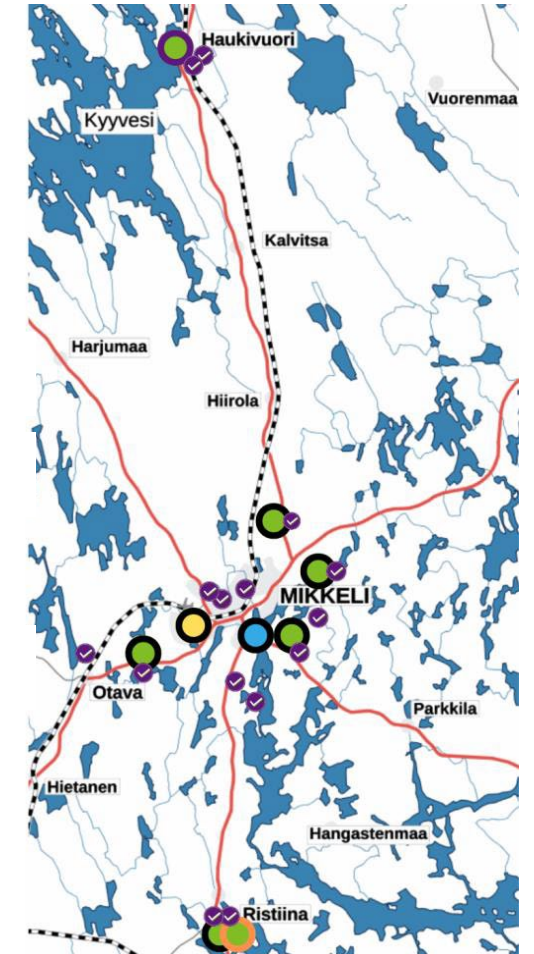 Haukivuori
Vuorenmaa
Kyyvesi
Kalvitsa
Harjumaa
Hiirola
MIKKELI
Otava
Parkkila
Hietanen
Hangastenmaa
Ristiina